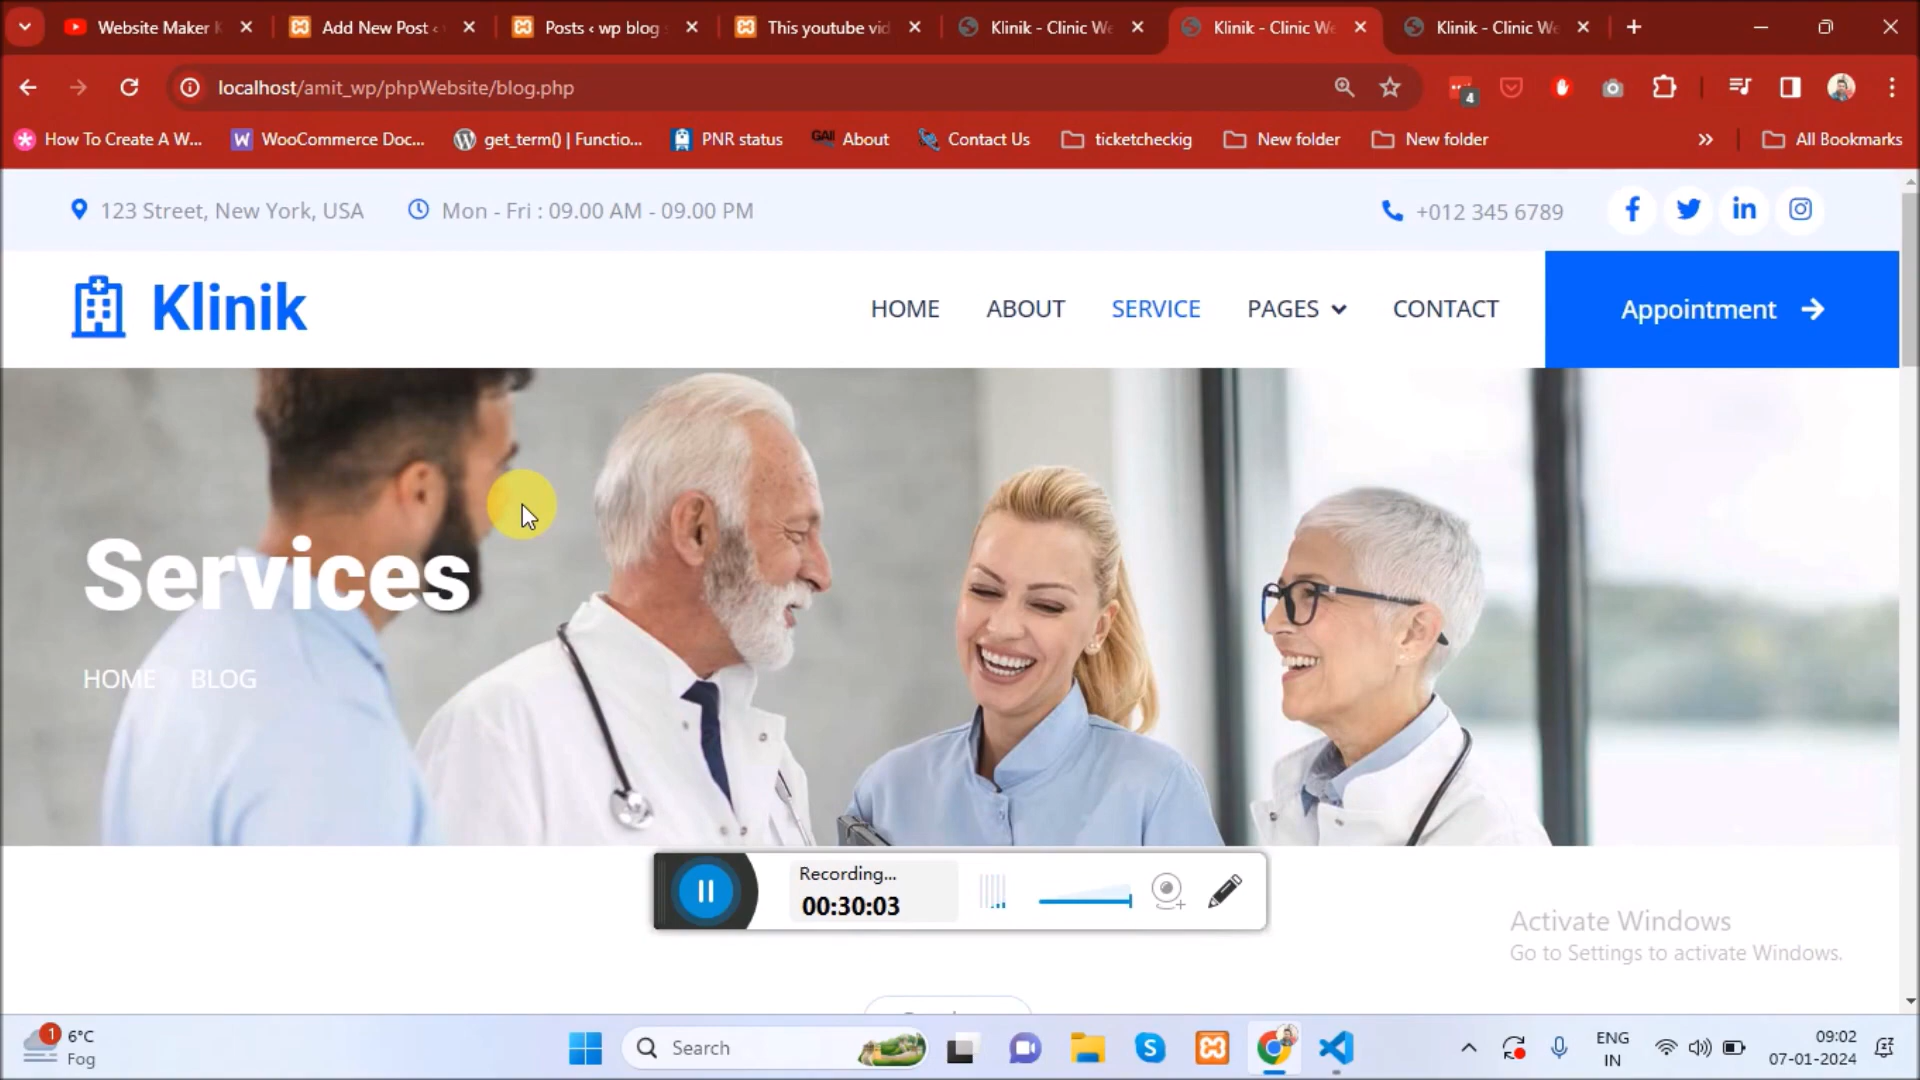 Website Maker K
Add New Post ‹
Posts ‹ wp blog
This youtube vid
Klinik - Clinic We
Klinik - Clinic We
Klinik - Clinic We
localhost/amit_wp/phpWebsite/blog.php
4
How To Create A W...
WooCommerce Doc...
get_term() | Functio...
PNR status
About
Contact Us
ticketcheckig
New folder
New folder
All Bookmarks
123 Street, New York, USA
Mon - Fri : 09.00 AM - 09.00 PM
+012 345 6789
Klinik
HOME
ABOUT
SERVICE
PAGES
CONTACT
Appointment
Services
HOME / BLOG
Recording...
00:30:03
Activate Windows
Go to Settings to activate Windows.
1
6°C
Fog
Search
ENG
IN
09:02
07-01-2024